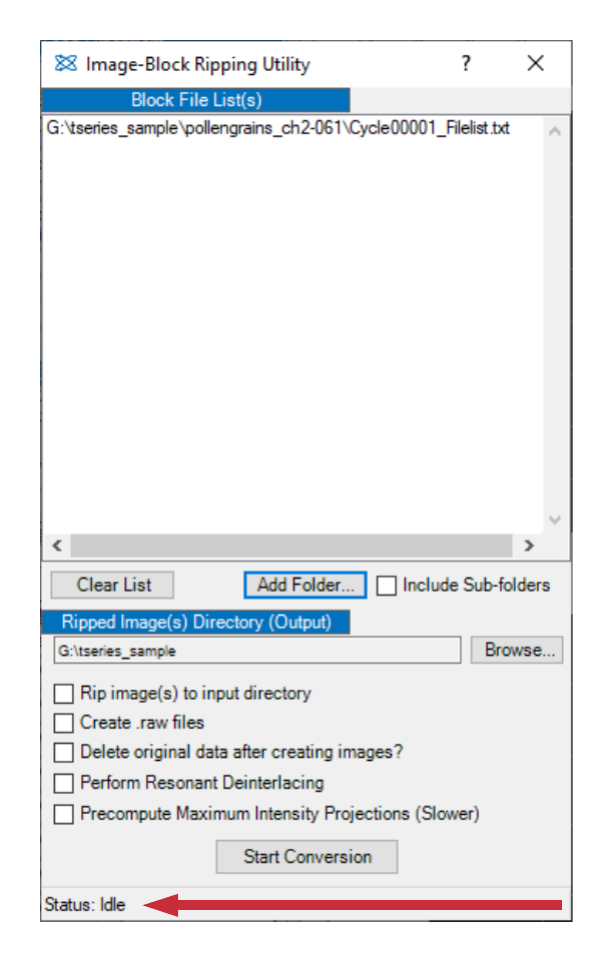 Image-Block Ripping Utility ? ×
Block File List(s)
G:\tseries_sample\pollengrains_ch2-061\Cycle00001_Filelist.txt
Clear List Add Folder... Include Sub-folders
Ripped Image(s) Directory (Output)
G:\tseries_sample Browse...
Rip image(s) to input directory
Create .raw files
Delete original data after creating images?
Perform Resonant Deinterlacing
Precompute Maximum Intensity Projections (Slower)
Start Conversion
Status: Idle